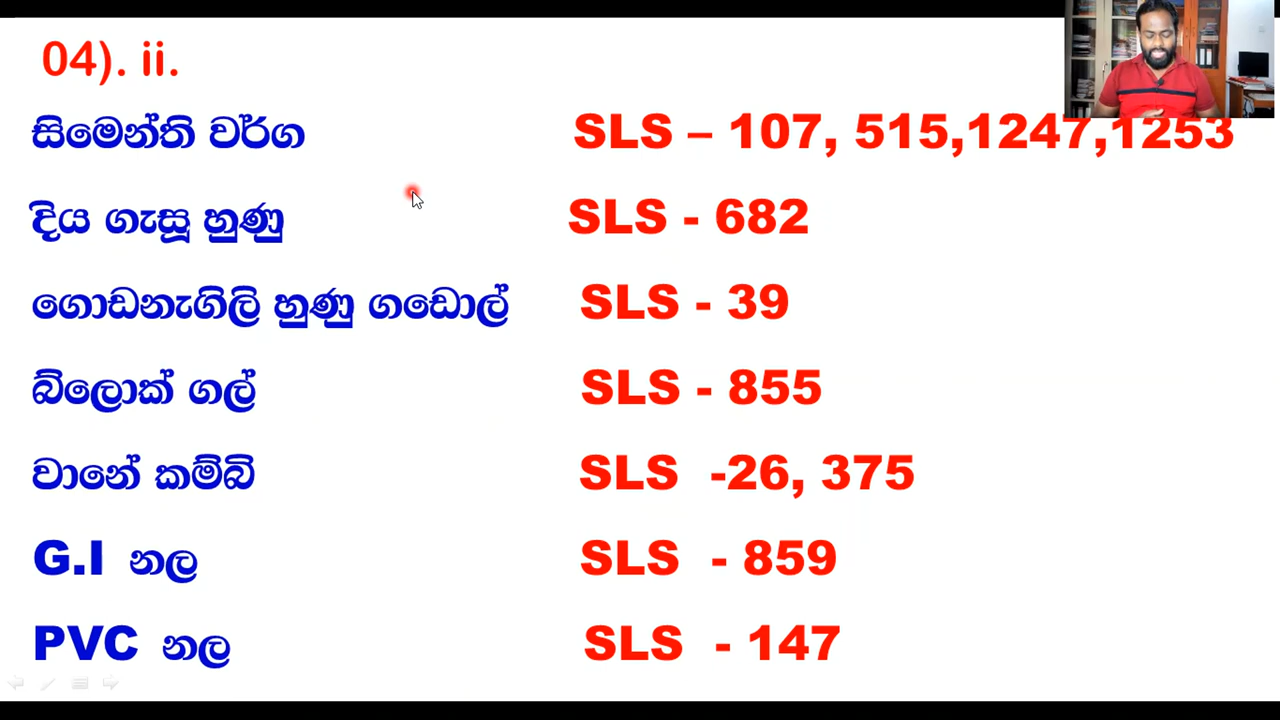 04). ii.
සිමෙන්ති වර්ග SLS – 107, 515,1247,1253
දිය ගැසූ හුණු SLS - 682
ගොඩනැගිලි හුණු ගඩොල් SLS - 39
බ්ලොක් ගල් SLS - 855
වානේ කම්බි SLS -26, 375
G.I නල SLS - 859
PVC නල SLS - 147